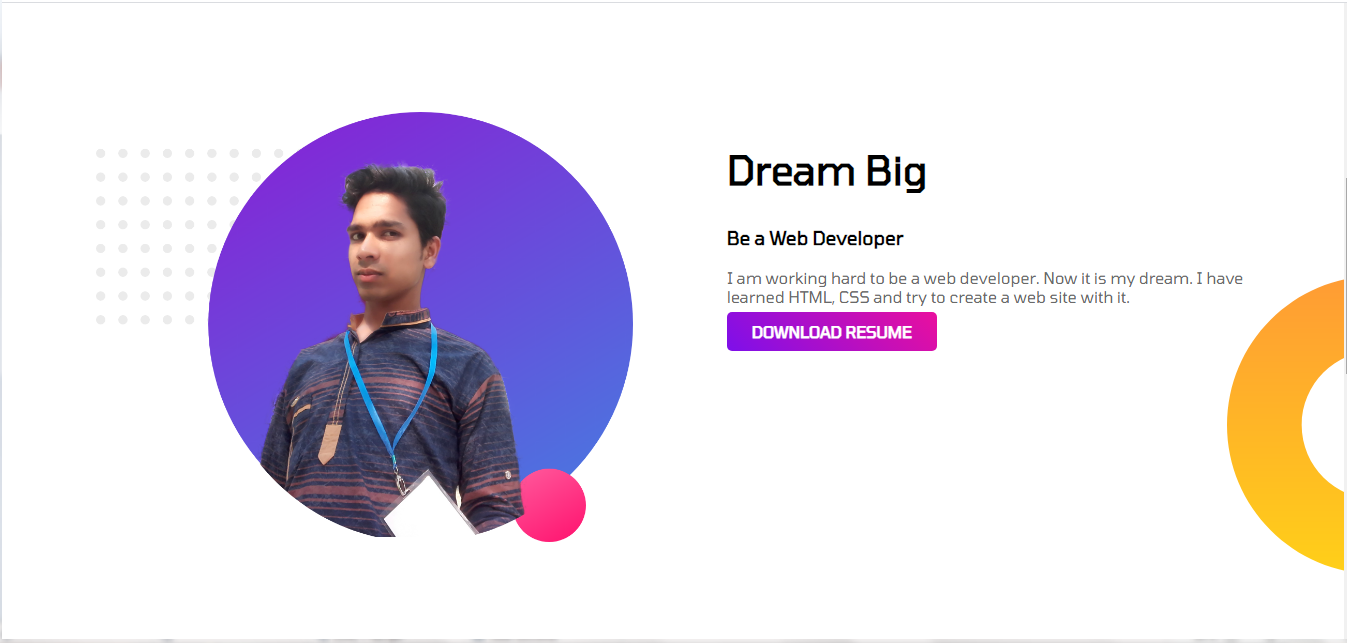 Dream Big
Be a Web Developer
I am working hard to be a web developer. Now it is my dream. I have
learned HTML, CSS and try to create a web site with it.
DOWNLOAD RESUME